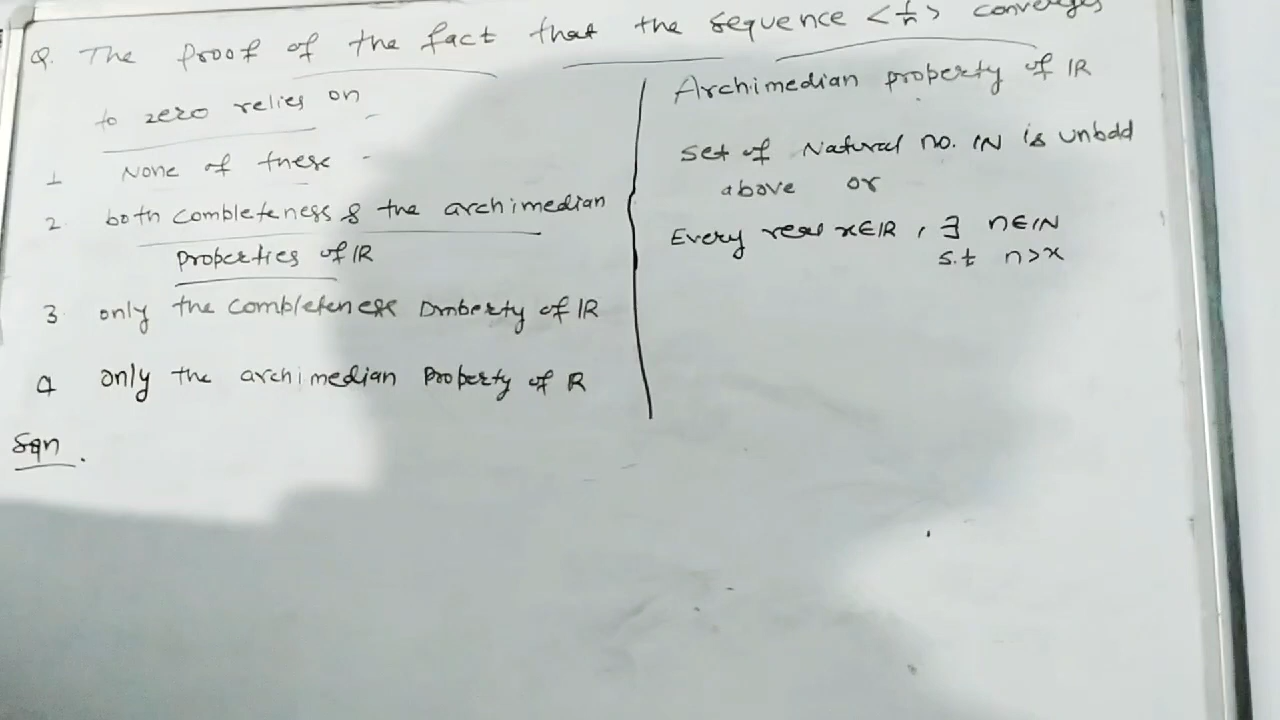 Q. The Proof of the fact that the sequence <1/n> converges
to zero relies on
1 None of these
2. both combleteness & the archimedian
Properties of IR
3 only the combleteness Property of IR
4 only the archimedian Property of R
Sqn.
Archimedian property of IR
set of Natural no. IN is unbdd
above or
Every real x∈IR, ∃ n∈IN
s.t n>x